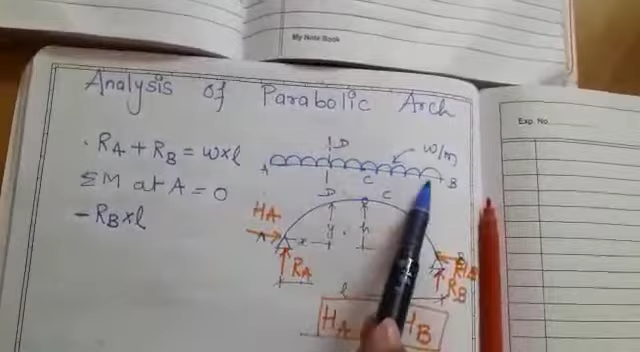 My Note Book
Exp. No.
Analysis of Parabolic Arch
. RA + RB = w×l
ΣM at A = 0
- RB×l
D
w/m
A
C
B
D
C
HA
A
x
y
h
RA
RB
l
HA
HB